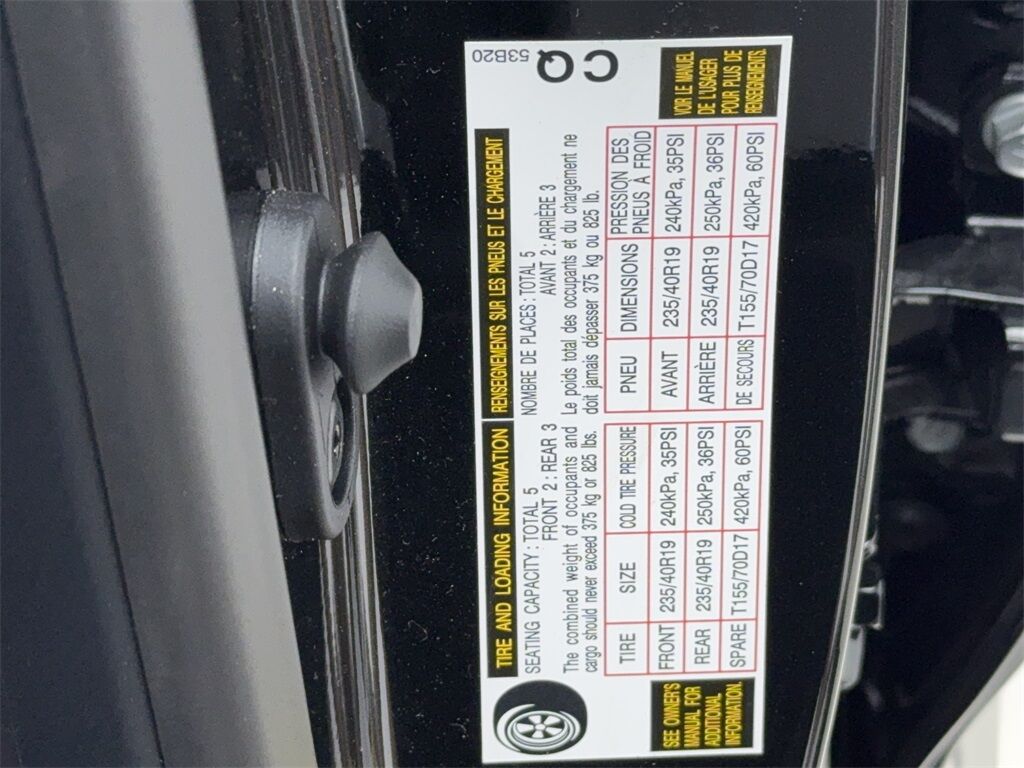 TIRE AND LOADING INFORMATION
SEATING CAPACITY : TOTAL 5
FRONT 2 : REAR 3
The combined weight of occupants and
cargo should never exceed 375 kg or 825 lbs.
TIRE SIZE COLD TIRE PRESSURE
FRONT 235/40R19 240kPa, 35PSI
REAR 235/40R19 250kPa, 36PSI
SPARE T155/70D17 420kPa, 60PSI
SEE OWNER'S
MANUAL FOR
ADDITIONAL
INFORMATION.
RENSEIGNEMENTS SUR LES PNEUS ET LE CHARGEMENT
NOMBRE DE PLACES : TOTAL 5
AVANT 2 : ARRIÈRE 3
Le poids total des occupants et du chargement ne
doit jamais dépasser 375 kg ou 825 lb.
PNEU DIMENSIONS PRESSION DES
PNEUS A FROID
AVANT 235/40R19 240kPa, 35PSI
ARRIÈRE 235/40R19 250kPa, 36PSI
DE SECOURS T155/70D17 420kPa, 60PSI
VOIR LE MANUEL
DE L'USAGER
POUR PLUS DE
RENSEIGNEMENTS.
53B20
CQ